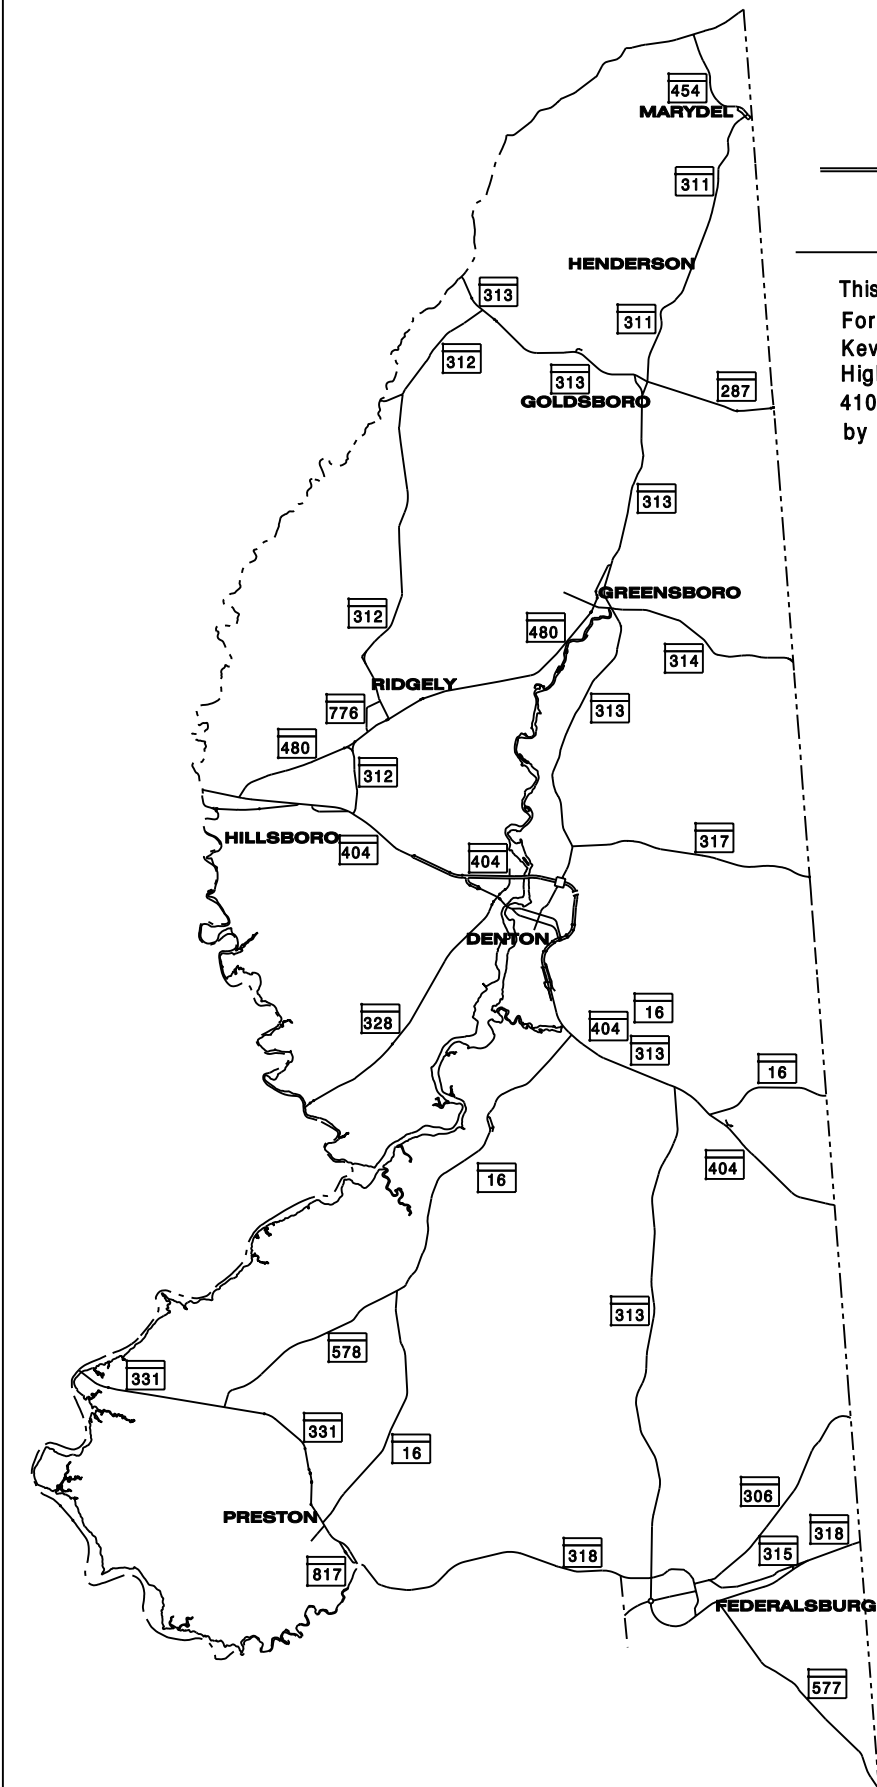 454
MARYDEL
311
HENDERSON
This
313
311
For
Kev
312
High
313
287
GOLDSBORO
410
by
313
GREENSBORO
312
480
314
RIDGELY
776
313
480
312
HILLSBORO
404
404
317
DENTON
16
328
404
313
16
404
16
313
578
331
331
16
306
PRESTON
318
318
315
817
FEDERALSBURG
577